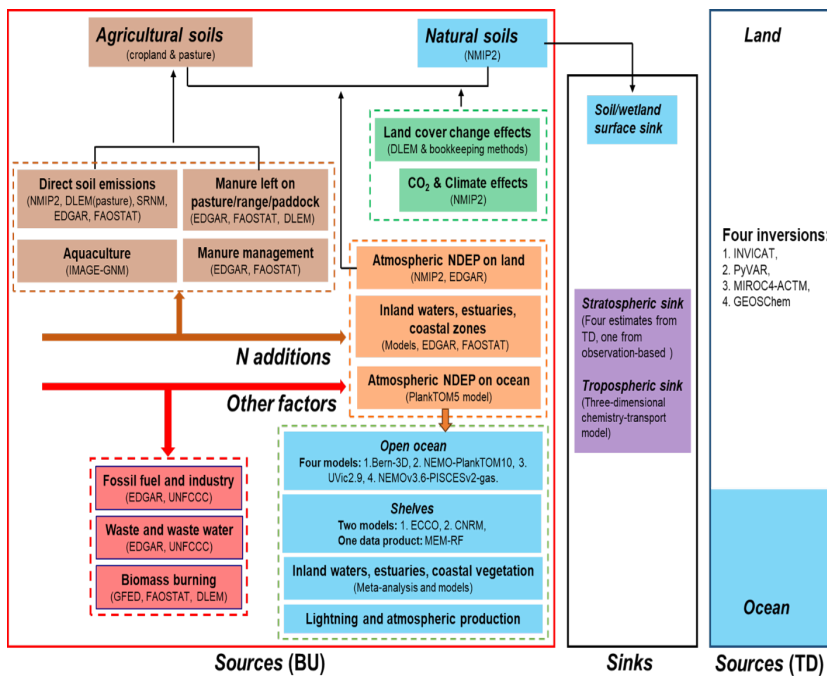 Agricultural soils
(cropland & pasture)
Natural soils
(NMIP2)
Land cover change effects
(DLEM & bookkeeping methods)
CO₂ & Climate effects
(NMIP2)
Direct soil emissions
(NMIP2, DLEM(pasture), SRNM,
EDGAR, FAOSTAT)
Manure left on
pasture/range/paddock
(EDGAR, FAOSTAT, DLEM)
Aquaculture
(IMAGE-GNM)
Manure management
(EDGAR, FAOSTAT)
Atmospheric NDEP on land
(NMIP2, EDGAR)
Inland waters, estuaries,
coastal zones
(Models, EDGAR, FAOSTAT)
Atmospheric NDEP on ocean
(PlankTOM5 model)
N additions
Other factors
Fossil fuel and industry
(EDGAR, UNFCCC)
Waste and waste water
(EDGAR, UNFCCC)
Biomass burning
(GFED, FAOSTAT, DLEM)
Open ocean
Four models: 1.Bern-3D, 2. NEMO-PlankTOM10, 3.
UVic2.9, 4. NEMOv3.6-PISCESv2-gas.
Shelves
Two models: 1. ECCO, 2. CNRM,
One data product: MEM-RF
Inland waters, estuaries, coastal vegetation
(Meta-analysis and models)
Lightning and atmospheric production
Sources (BU)
Soil/wetland
surface sink
Stratospheric sink
(Four estimates from
TD, one from
observation-based )
Tropospheric sink
(Three-dimensional
chemistry-transport
model)
Sinks
Land
Four inversions:
1. INVICAT,
2. PyVAR,
3. MIROC4-ACTM,
4. GEOSChem
Ocean
Sources (TD)